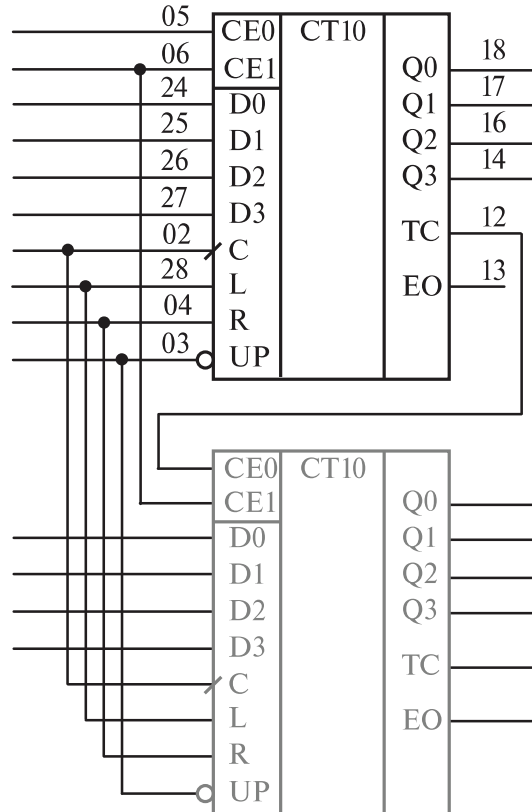 05 CE0 CT10
06 CE1 Q0 18
24 D0 Q1 17
25 D1 Q2 16
26 D2 Q3 14
27 D3
02 C TC 12
28 L EO 13
04 R
03 UP
CE0 CT10
CE1 Q0
D0 Q1
D1 Q2
D2 Q3
D3 TC
C
L EO
R
UP